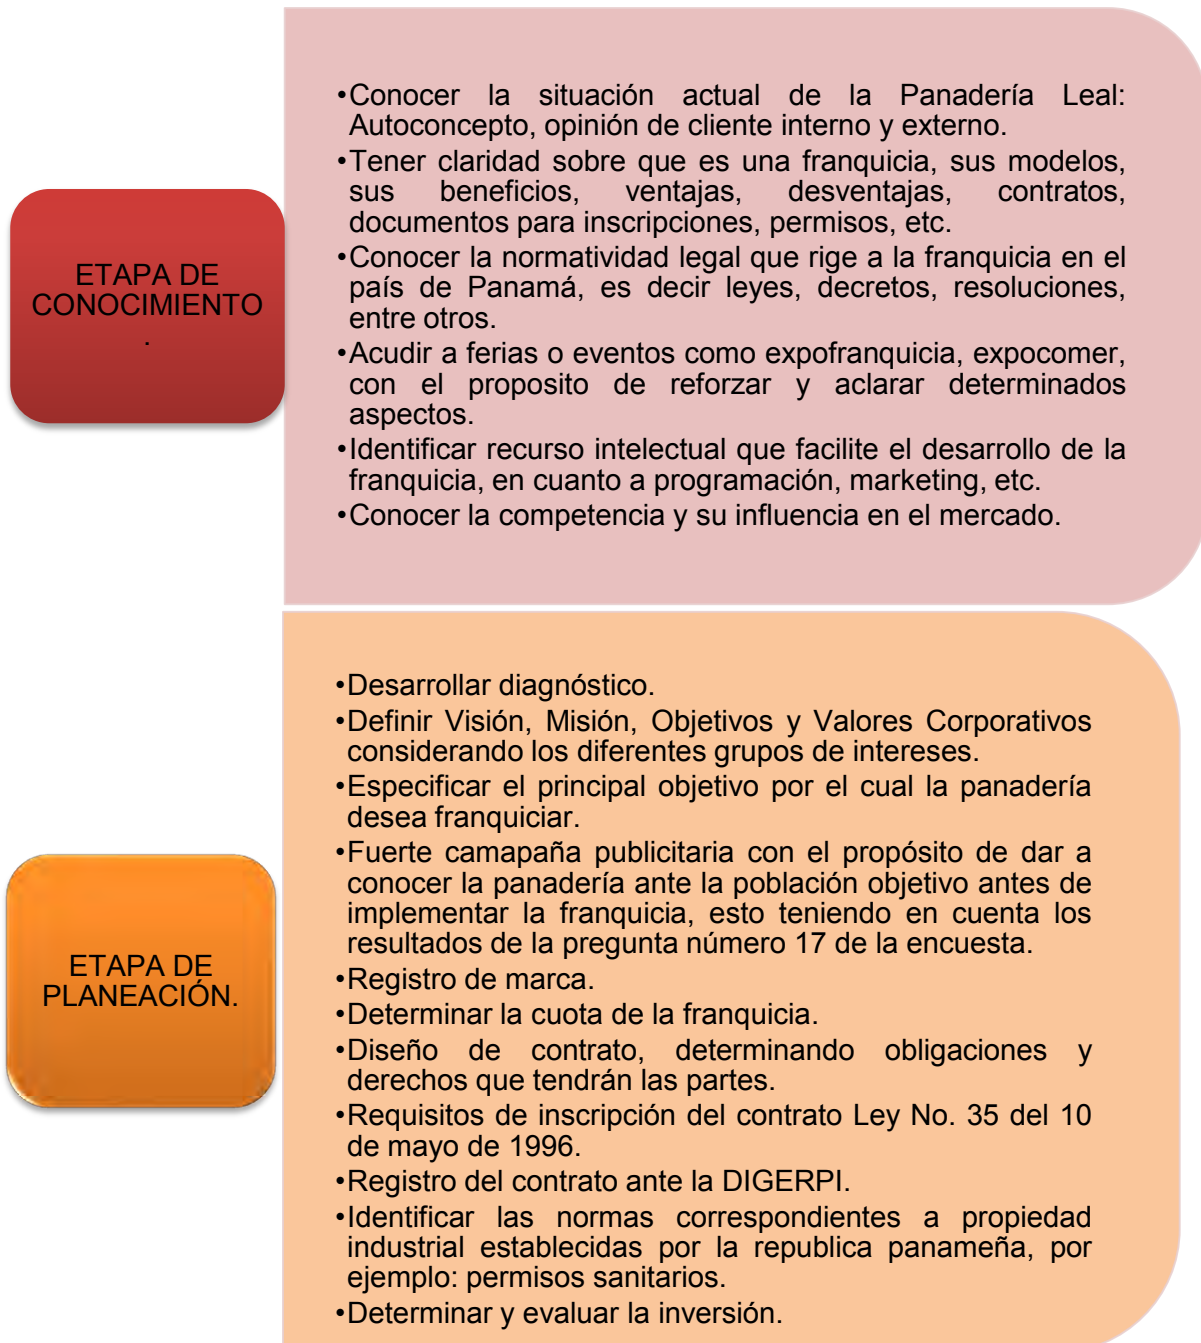 ETAPA DE
CONOCIMIENTO
.
•Conocer la situación actual de la Panadería Leal:
Autoconcepto, opinión de cliente interno y externo.
•Tener claridad sobre que es una franquicia, sus modelos,
sus beneficios, ventajas, desventajas, contratos,
documentos para inscripciones, permisos, etc.
•Conocer la normatividad legal que rige a la franquicia en el
país de Panamá, es decir leyes, decretos, resoluciones,
entre otros.
•Acudir a ferias o eventos como expofranquicia, expocomer,
con el proposito de reforzar y aclarar determinados
aspectos.
•Identificar recurso intelectual que facilite el desarrollo de la
franquicia, en cuanto a programación, marketing, etc.
•Conocer la competencia y su influencia en el mercado.
ETAPA DE
PLANEACIÓN.
•Desarrollar diagnóstico.
•Definir Visión, Misión, Objetivos y Valores Corporativos
considerando los diferentes grupos de intereses.
•Especificar el principal objetivo por el cual la panadería
desea franquiciar.
•Fuerte camapaña publicitaria con el propósito de dar a
conocer la panadería ante la población objetivo antes de
implementar la franquicia, esto teniendo en cuenta los
resultados de la pregunta número 17 de la encuesta.
•Registro de marca.
•Determinar la cuota de la franquicia.
•Diseño de contrato, determinando obligaciones y
derechos que tendrán las partes.
•Requisitos de inscripción del contrato Ley No. 35 del 10
de mayo de 1996.
•Registro del contrato ante la DIGERPI.
•Identificar las normas correspondientes a propiedad
industrial establecidas por la republica panameña, por
ejemplo: permisos sanitarios.
•Determinar y evaluar la inversión.